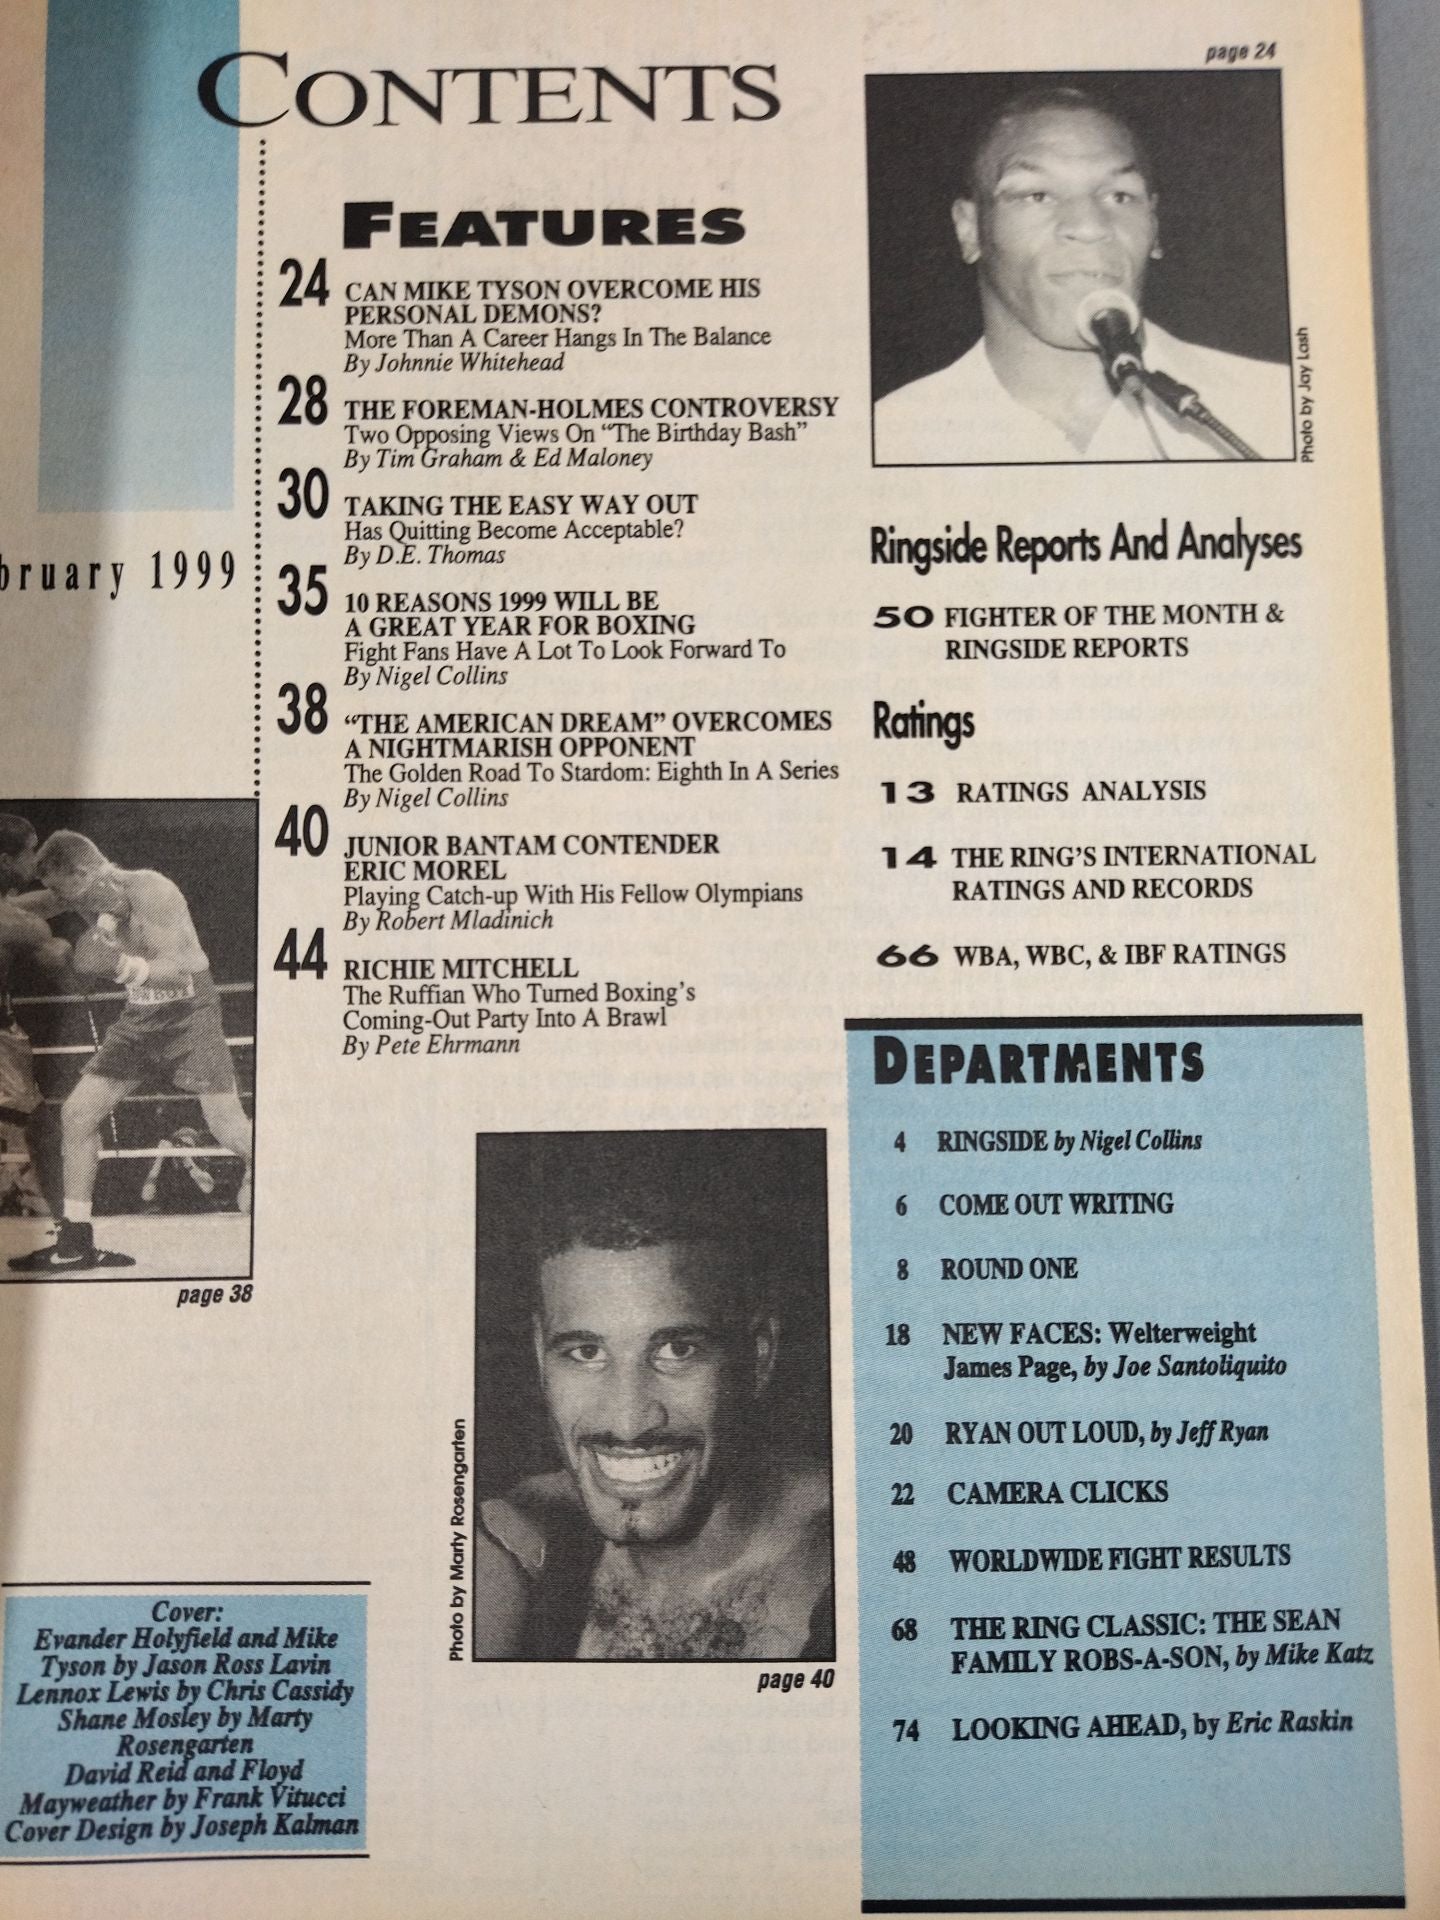 CONTENTS
page 24
Photo by Jay Lash
bruary 1999
FEATURES
24 CAN MIKE TYSON OVERCOME HIS
PERSONAL DEMONS?
More Than A Career Hangs In The Balance
By Johnnie Whitehead
28 THE FOREMAN-HOLMES CONTROVERSY
Two Opposing Views On “The Birthday Bash”
By Tim Graham & Ed Maloney
30 TAKING THE EASY WAY OUT
Has Quitting Become Acceptable?
By D.E. Thomas
35 10 REASONS 1999 WILL BE
A GREAT YEAR FOR BOXING
Fight Fans Have A Lot To Look Forward To
By Nigel Collins
38 “THE AMERICAN DREAM” OVERCOMES
A NIGHTMARISH OPPONENT
The Golden Road To Stardom: Eighth In A Series
By Nigel Collins
40 JUNIOR BANTAM CONTENDER
ERIC MOREL
Playing Catch-up With His Fellow Olympians
By Robert Mladinich
44 RICHIE MITCHELL
The Ruffian Who Turned Boxing's
Coming-Out Party Into A Brawl
By Pete Ehrmann
page 38
Photo by Marty Rosengarten
page 40
Cover:
Evander Holyfield and Mike
Tyson by Jason Ross Lavin
Lennox Lewis by Chris Cassidy
Shane Mosley by Marty
Rosengarten
David Reid and Floyd
Mayweather by Frank Vitucci
Cover Design by Joseph Kalman
Ringside Reports And Analyses
50 FIGHTER OF THE MONTH &
RINGSIDE REPORTS
Ratings
13 RATINGS ANALYSIS
14 THE RING'S INTERNATIONAL
RATINGS AND RECORDS
66 WBA, WBC, & IBF RATINGS
DEPARTMENTS
4 RINGSIDE by Nigel Collins
6 COME OUT WRITING
8 ROUND ONE
18 NEW FACES: Welterweight
James Page, by Joe Santoliquito
20 RYAN OUT LOUD, by Jeff Ryan
22 CAMERA CLICKS
48 WORLDWIDE FIGHT RESULTS
68 THE RING CLASSIC: THE SEAN
FAMILY ROBS-A-SON, by Mike Katz
74 LOOKING AHEAD, by Eric Raskin